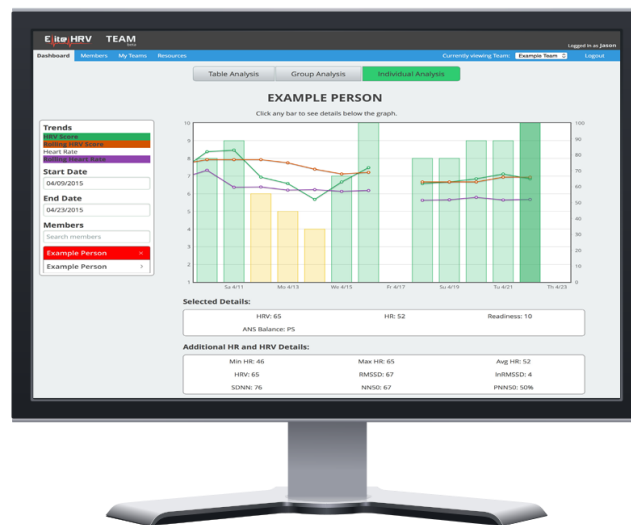 EliteHRV TEAM
BETA
Logged in as Jason
Dashboard Members My Teams Resources Currently viewing Team: Example Team Logout
Table Analysis Group Analysis Individual Analysis
EXAMPLE PERSON
Click any bar to see details below the graph.
Trends
HRV Score
Rolling HRV Score
Heart Rate
Rolling Heart Rate
Start Date
04/09/2015
End Date
04/23/2015
Members
Search members
Example Person ×
Example Person >
10 100
9 90
8 80
7 70
6 60
5 50
4 40
3 30
2 20
10
1 0
Sa 4/11 Mo 4/13 We 4/15 Fr 4/17 Su 4/19 Tu 4/21 Th 4/23
Selected Details:
HRV: 65 HR: 52 Readiness: 10
ANS Balance: PS
Additional HR and HRV Details:
Min HR: 46 Max HR: 65 Avg HR: 52
HRV: 65 RMSSD: 67 lnRMSSD: 4
SDNN: 76 NN50: 67 PNN50: 50%